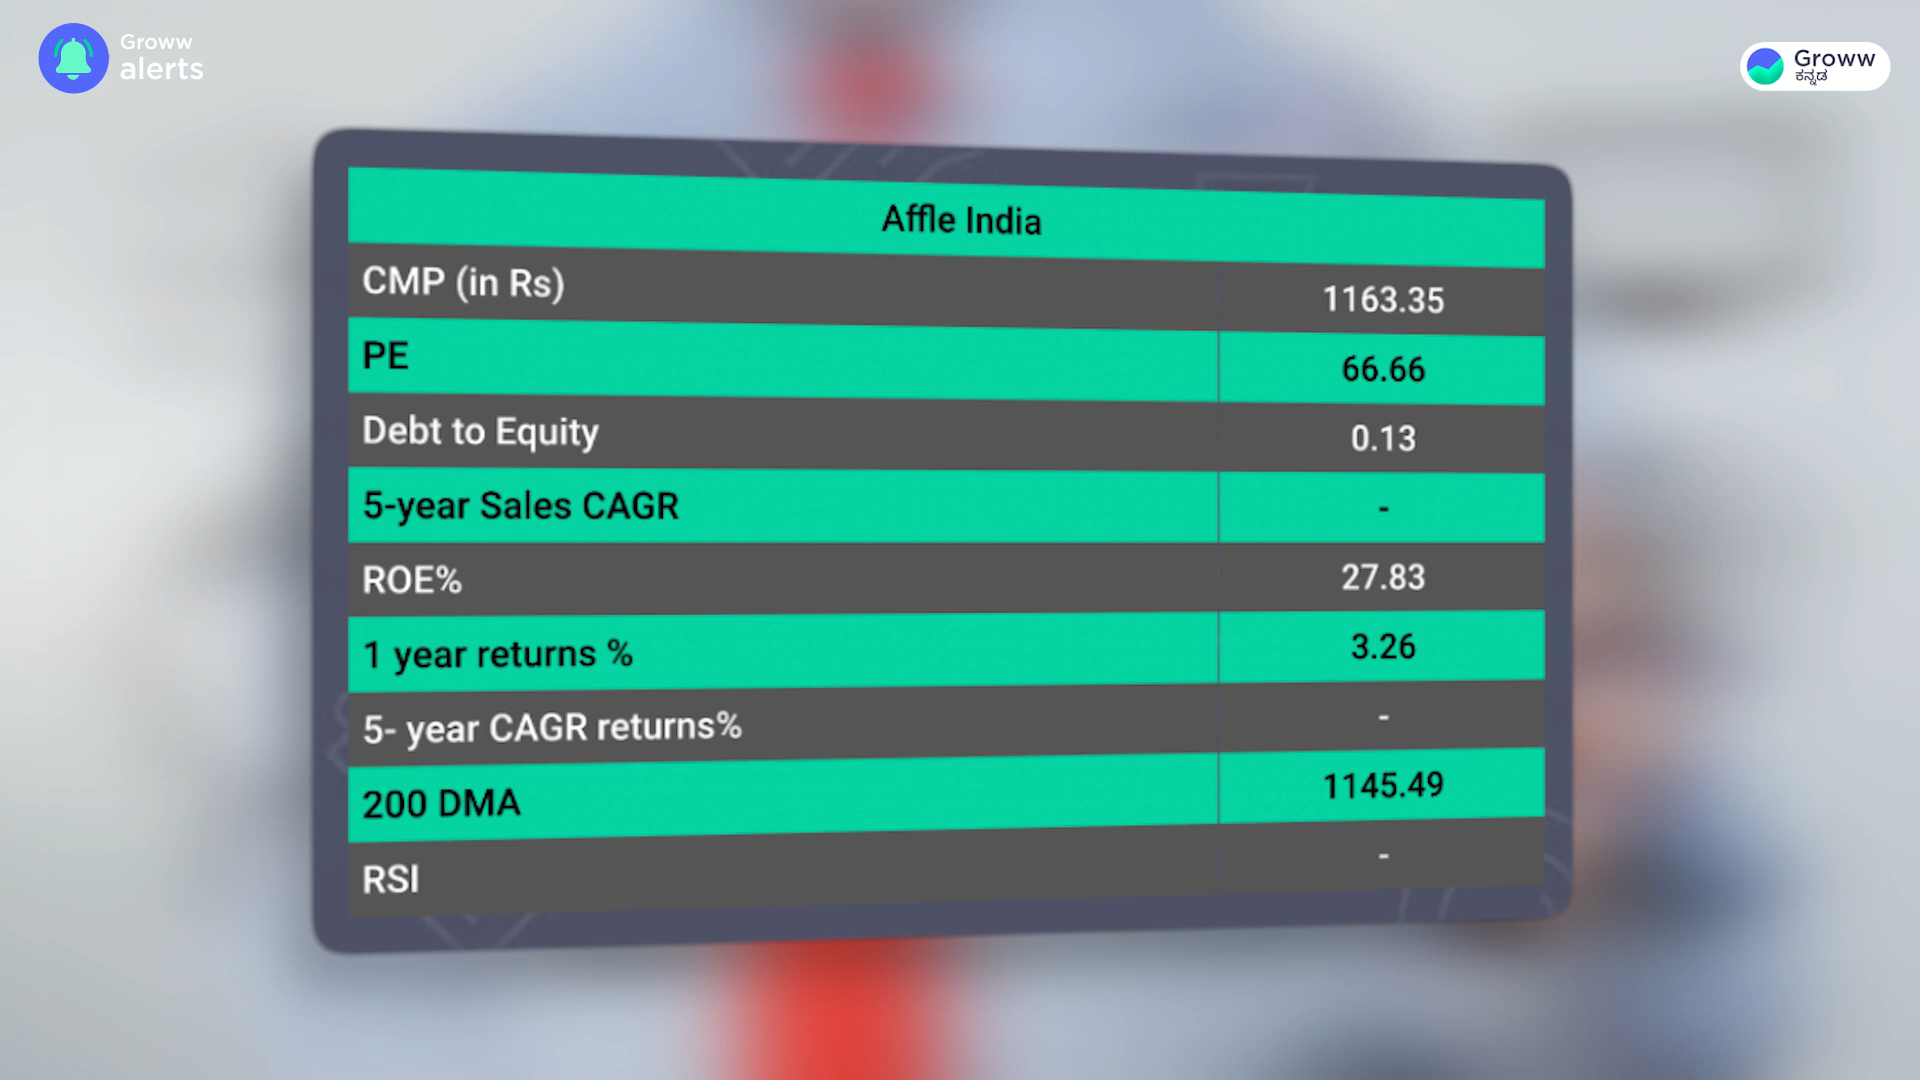 Groww
alerts
Groww
ಕನ್ನಡ
Affle India
CMP (in Rs) 1163.35
PE 66.66
Debt to Equity 0.13
5-year Sales CAGR -
ROE% 27.83
1 year returns % 3.26
5- year CAGR returns% -
200 DMA 1145.49
RSI -